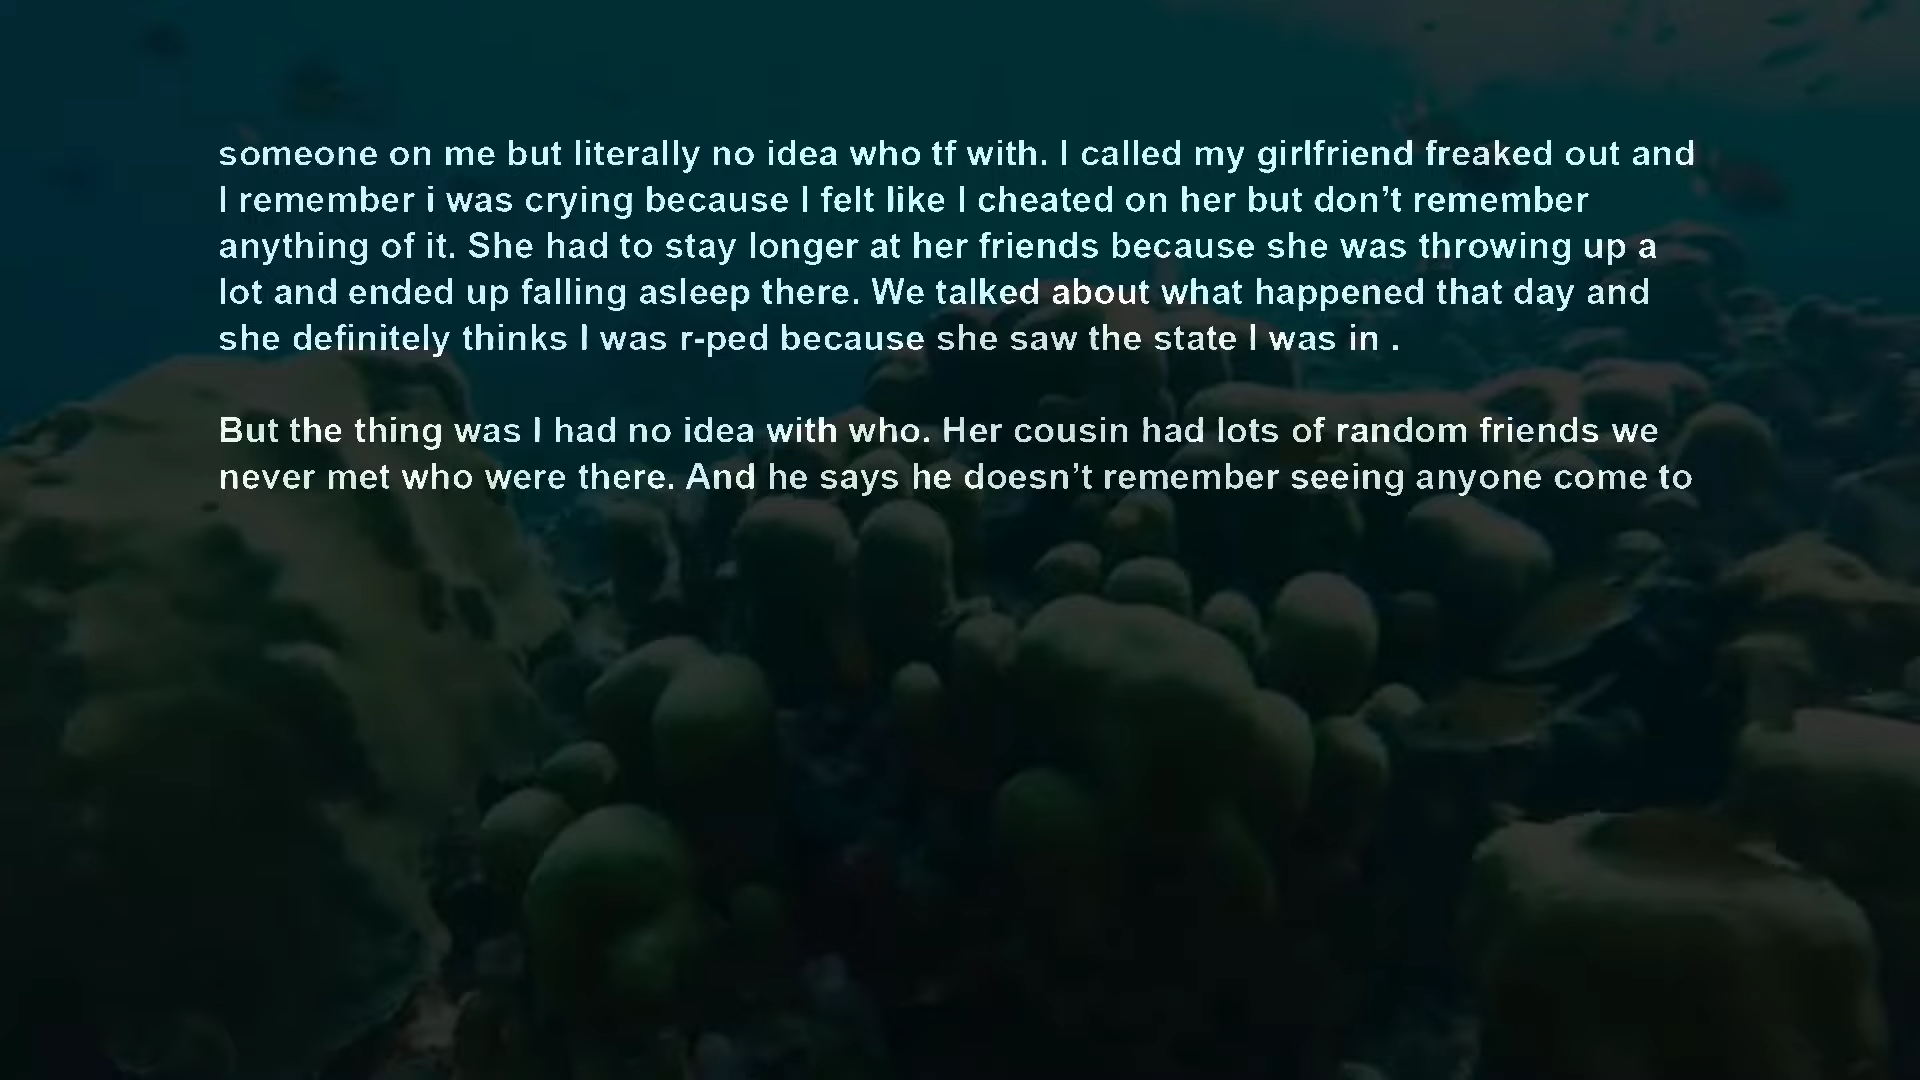 someone on me but literally no idea who tf with. I called my girlfriend freaked out and
I remember i was crying because I felt like I cheated on her but don’t remember
anything of it. She had to stay longer at her friends because she was throwing up a
lot and ended up falling asleep there. We talked about what happened that day and
she definitely thinks I was r-ped because she saw the state I was in .
But the thing was I had no idea with who. Her cousin had lots of random friends we
never met who were there. And he says he doesn’t remember seeing anyone come to